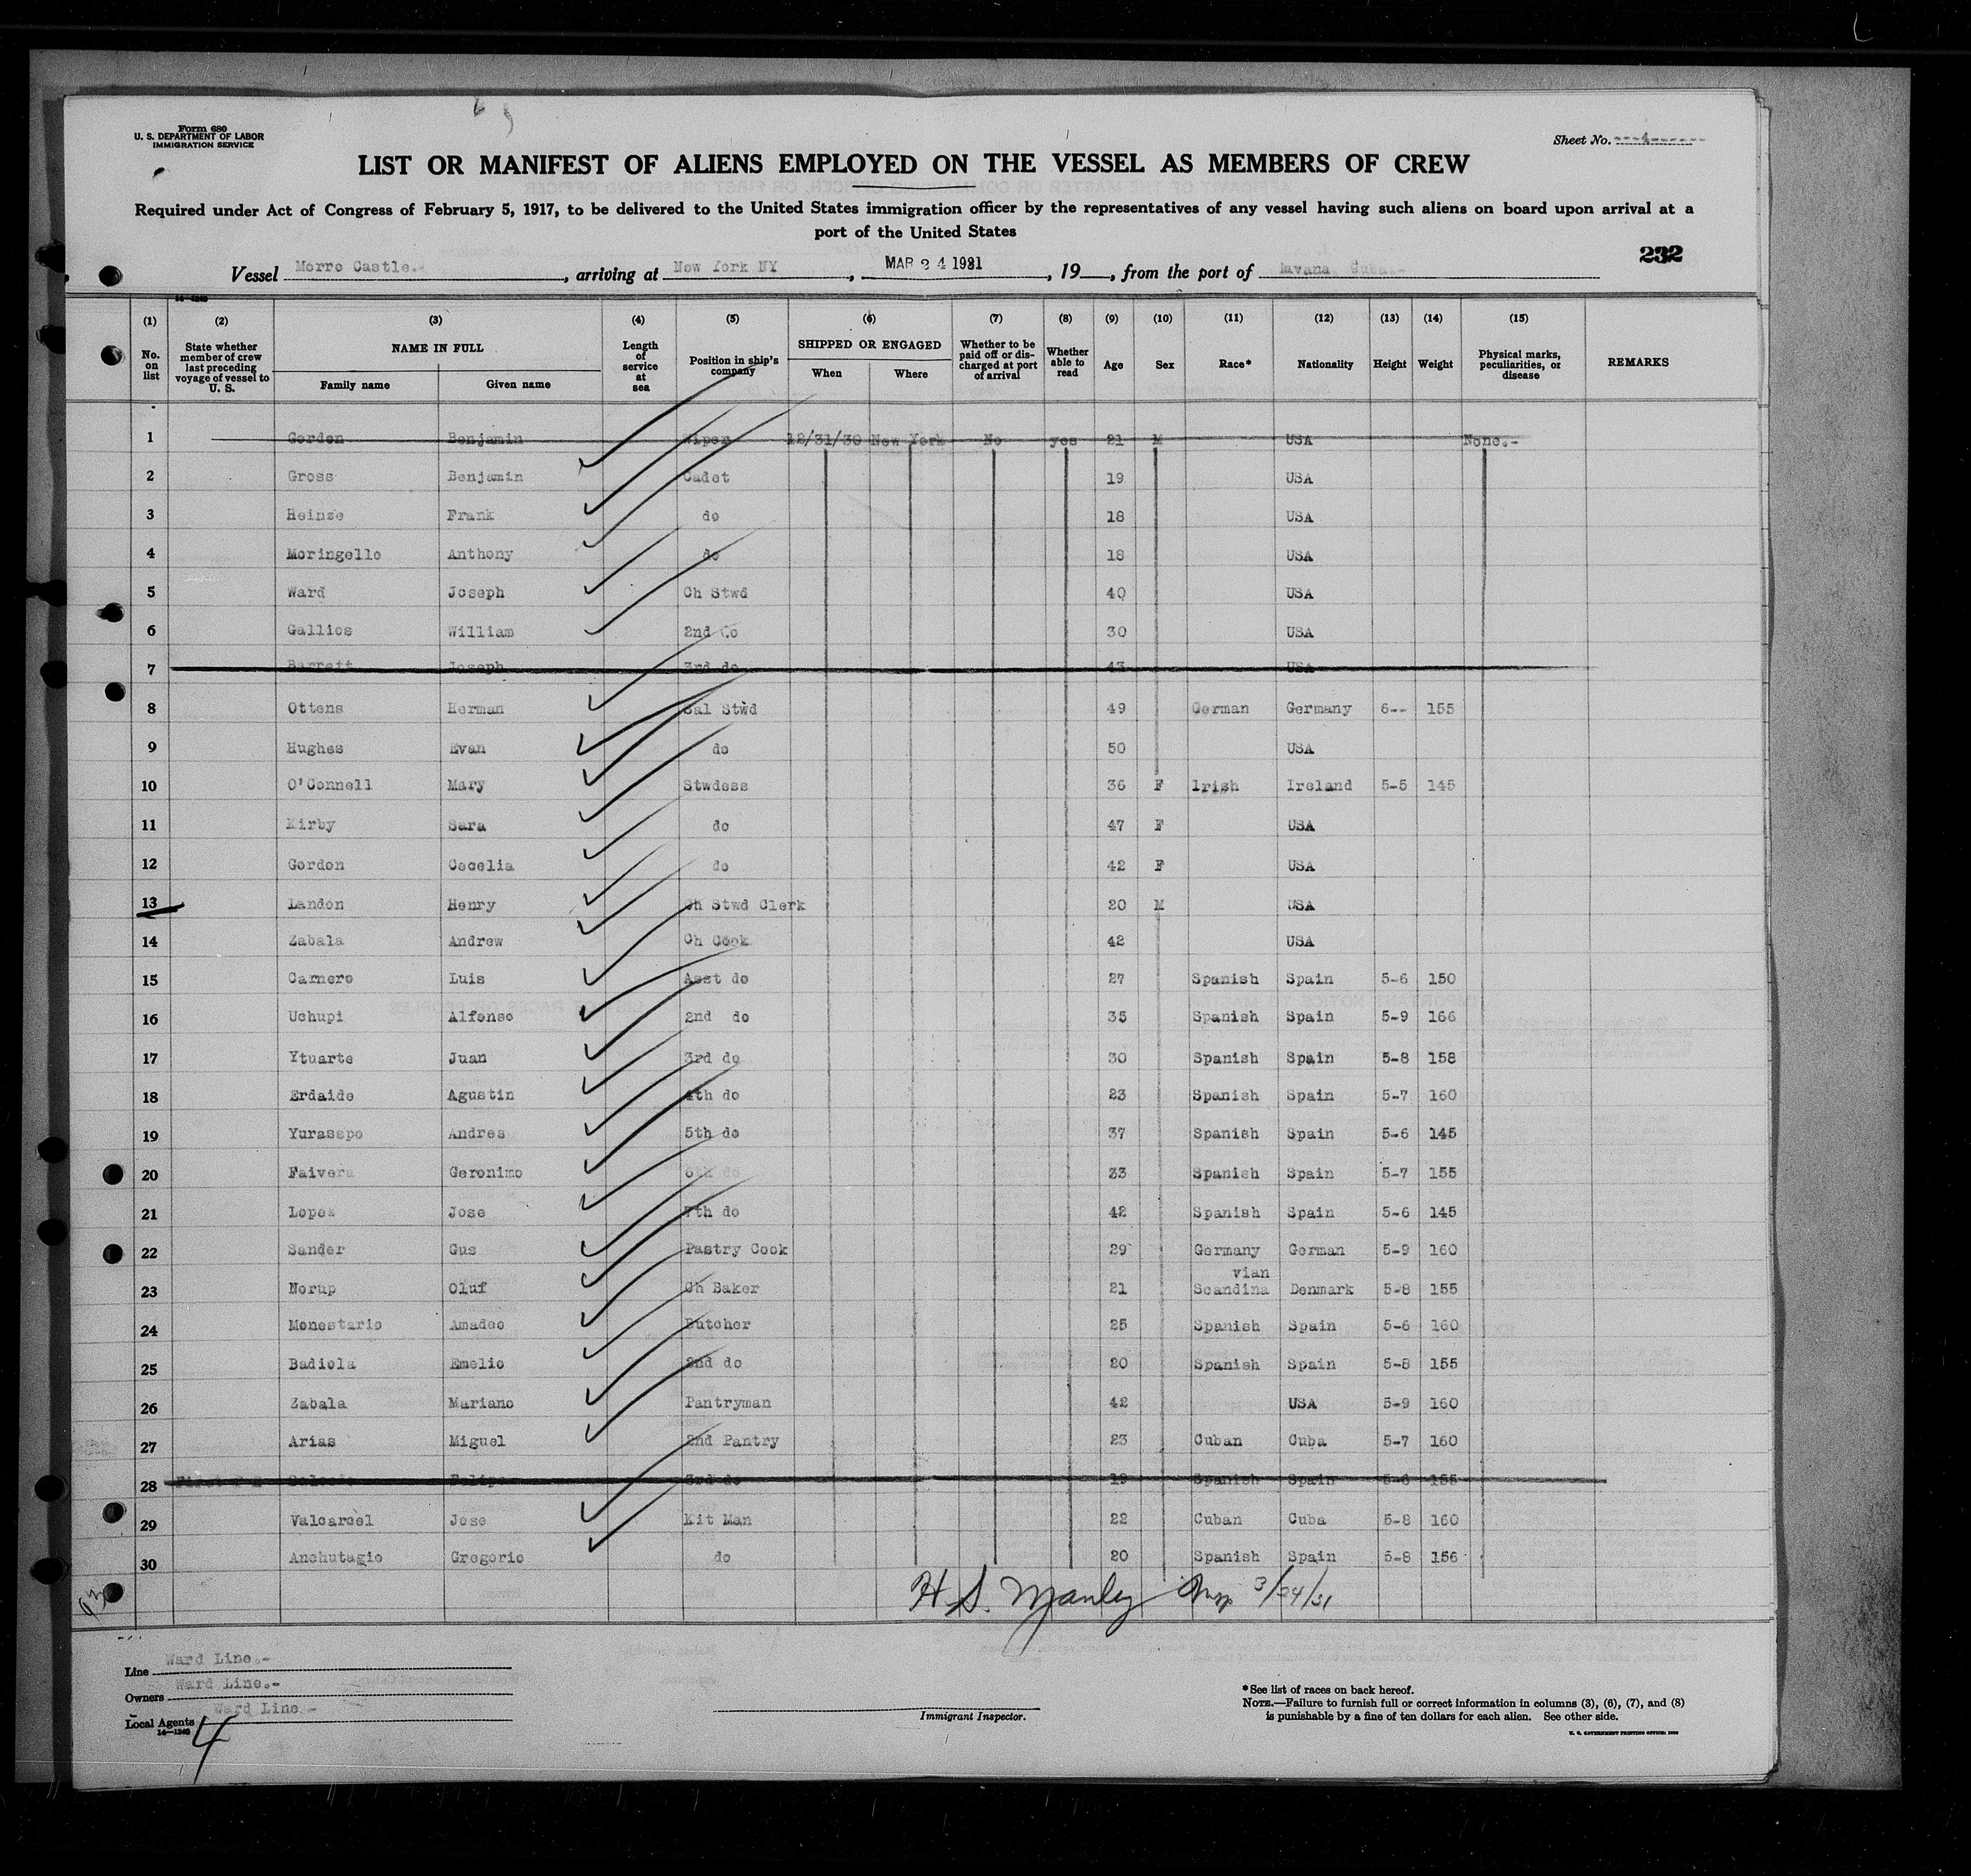 Form 680
U. S. DEPARTMENT OF LABOR
IMMIGRATION SERVICE
Sheet No. ---4------
LIST OR MANIFEST OF ALIENS EMPLOYED ON THE VESSEL AS MEMBERS OF CREW
Required under Act of Congress of February 5, 1917, to be delivered to the United States immigration officer by the representatives of any vessel having such aliens on board upon arrival at a
port of the United States
232
Vessel Morro Castle.- , arriving at New York NY , MAR 24 1931 , 19 , from the port of Havana Cuba.-
14—1240
(1) (2) (3) (4) (5) (6) (7) (8) (9) (10) (11) (12) (13) (14) (15)
No. on list State whether member of crew last preceding voyage of vessel to U. S. NAME IN FULL Family name Given name Length of service at sea Position in ship's company SHIPPED OR ENGAGED When Where Whether to be paid off or discharged at port of arrival Whether able to read Age Sex Race* Nationality Height Weight Physical marks, peculiarities, or disease REMARKS
1 Gordon Benjamin Wiper 12/31/30 New York No yes 21 M USA None.-
2 Gross Benjamin Cadet 19 USA
3 Heinze Frank do 18 USA
4 Moringello Anthony do 18 USA
5 Ward Joseph Ch Stwd 40 USA
6 Gallios William 2nd Do 30 USA
7 Barrett Joseph 3rd do 43 USA
8 Ottens Herman Sal Stwd 49 German Germany 6-- 155
9 Hughes Evan do 50 USA
10 O'Connell Mary Stwdess 36 F Irish Ireland 5-5 145
11 Kirby Sara do 47 F USA
12 Gordon Cecelia do 42 F USA
13 Landon Henry Ch Stwd Clerk 20 M USA
14 Zabala Andrew Ch Cook 42 USA
15 Carnero Luis Asst do 27 Spanish Spain 5-6 150
16 Uchupi Alfonso 2nd do 35 Spanish Spain 5-9 166
17 Ytuarte Juan 3rd do 30 Spanish Spain 5-8 158
18 Erdaide Agustin 4th do 23 Spanish Spain 5-7 160
19 Yuraspo Andres 5th do 37 Spanish Spain 5-6 145
20 Faivera Geronimo 6th do 33 Spanish Spain 5-7 155
21 Lopez Jose 7th do 42 Spanish Spain 5-6 145
22 Sander Gus Pastry Cook 29 Germany German 5-9 160
vian
23 Norup Oluf Ch Baker 21 Scandina Denmark 5-8 155
24 Monestario Amadeo Butcher 25 Spanish Spain 5-6 160
25 Badiola Emelio 2nd do 20 Spanish Spain 5-8 155
26 Zabala Mariano Pantryman 42 USA 5-9 160
27 Arias Miguel 2nd Pantry 23 Cuban Cuba 5-7 160
28 3rd do 19 Spanish Spain 5-6 155
29 Valcarcel Jose Kit Man 22 Cuban Cuba 5-8 160
30 Anchutagio Gregorio do 20 Spanish Spain 5-8 156
H. S. Manley Insp 3/24/31
Line Ward Line.-
Owners Ward Line.-
Local Agents Ward Line.-
14—1240
4
Immigrant Inspector.
*See list of races on back hereof.
NOTE.—Failure to furnish full or correct information in columns (3), (6), (7), and (8)
is punishable by a fine of ten dollars for each alien. See other side.
U. S. GOVERNMENT PRINTING OFFICE: 1930